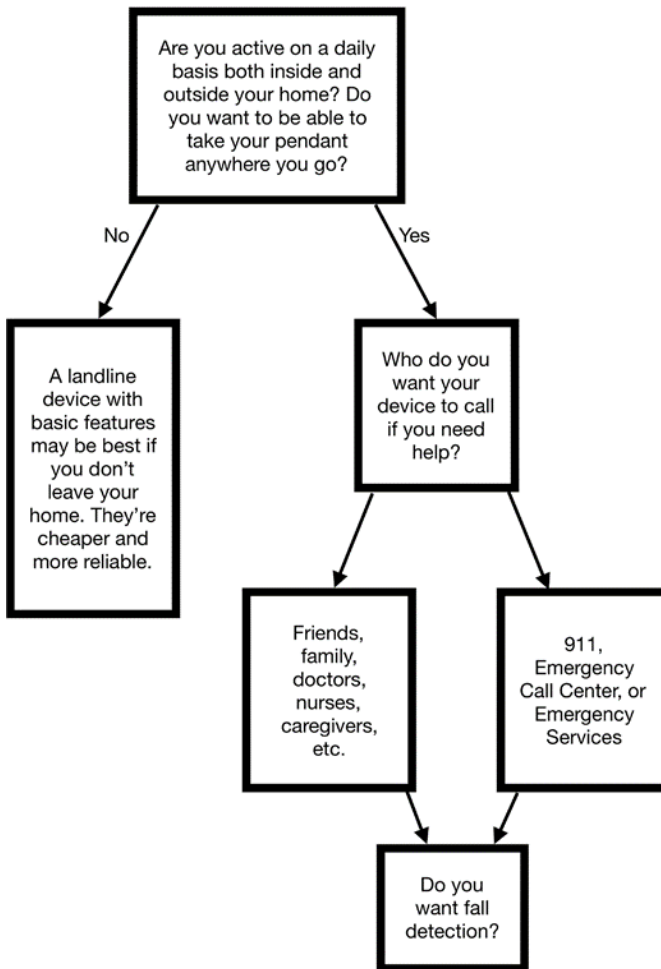 Are you active on a daily
basis both inside and
outside your home? Do
you want to be able to
take your pendant
anywhere you go?
No
Yes
A landline
device with
basic features
may be best if
you don’t
leave your
home. They’re
cheaper and
more reliable.
Who do you
want your
device to call
if you need
help?
Friends,
family,
doctors,
nurses,
caregivers,
etc.
911,
Emergency
Call Center, or
Emergency
Services
Do you
want fall
detection?